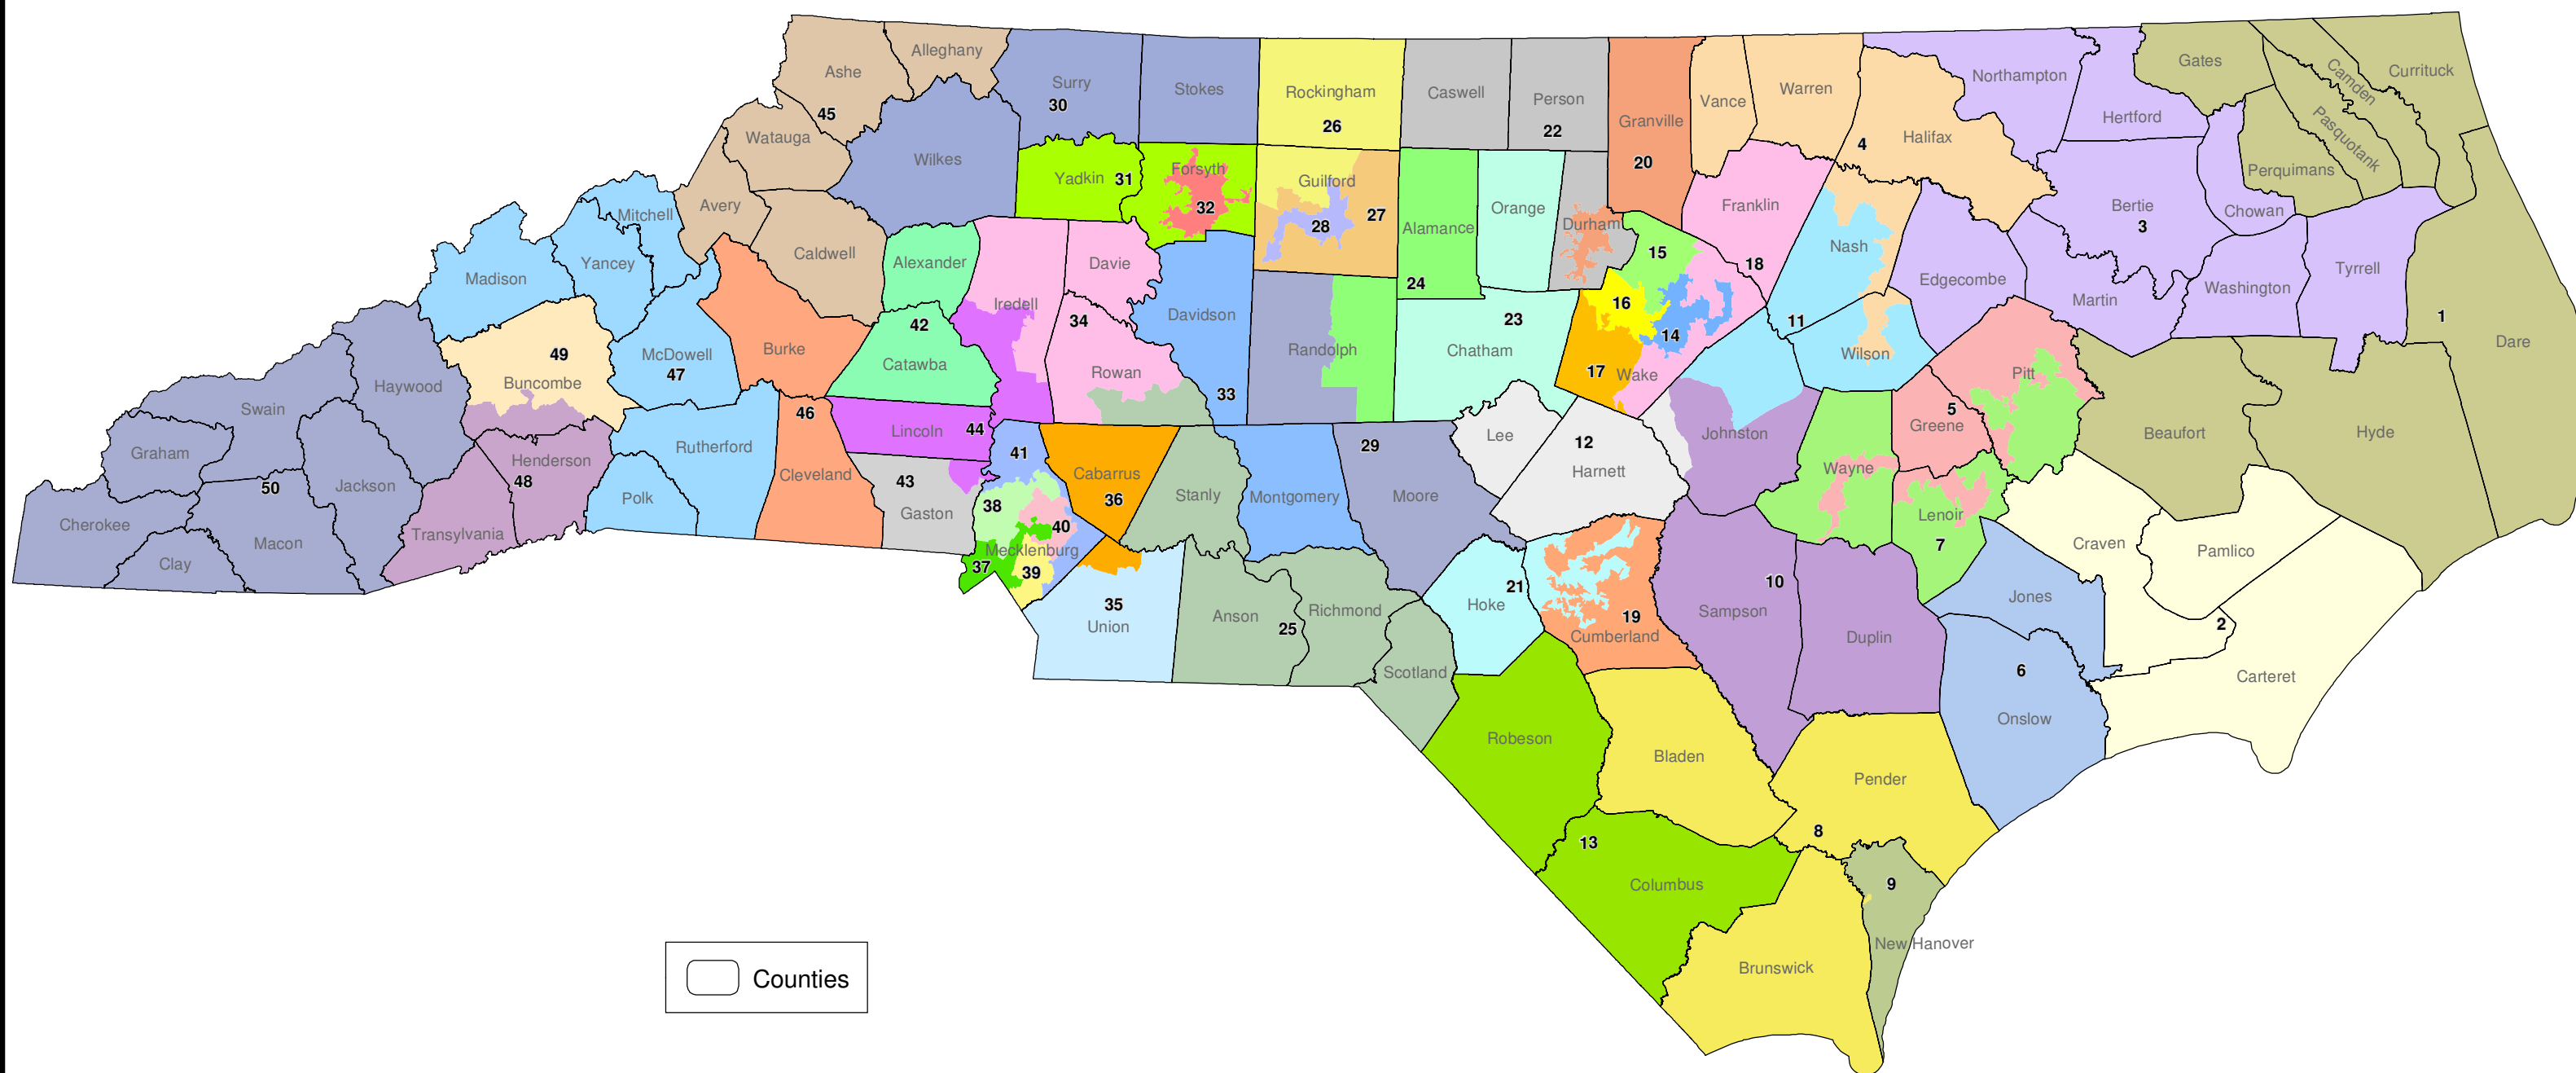 Alleghany
Ashe
45
Surry
30
Stokes
Rockingham
26
Caswell
Person
22
Granville
20
Vance
Warren
4
Halifax
Northampton
Hertford
Gates
Camden
Currituck
Pasquotank
Perquimans
Chowan
Bertie
3
Watauga
Wilkes
Yadkin
31
Forsyth
32
Guilford
27
28
Alamance
24
Orange
Durham
15
Franklin
18
Nash
Edgecombe
Martin
Washington
Tyrrell
1
Dare
Mitchell
Avery
Caldwell
Alexander
Iredell
Davie
Davidson
33
Randolph
Chatham
23
16
14
17
Wake
11
Wilson
Madison
Yancey
McDowell
47
Burke
42
Catawba
34
Rowan
Pitt
5
Greene
Beaufort
Hyde
49
Buncombe
Haywood
Swain
Graham
Jackson
50
Cherokee
Clay
Macon
Transylvania
Henderson
48
Rutherford
Polk
46
Cleveland
Lincoln
44
43
Gaston
41
38
40
Mecklenburg
37
39
Cabarrus
36
Stanly
Montgomery
29
Moore
Lee
12
Harnett
Johnston
Wayne
Lenoir
7
Craven
Pamlico
35
Union
Anson
25
Richmond
Scotland
Hoke
21
19
Cumberland
10
Sampson
Duplin
Jones
6
Onslow
2
Carteret
Robeson
Bladen
Pender
8
13
Columbus
9
New Hanover
Brunswick
Counties